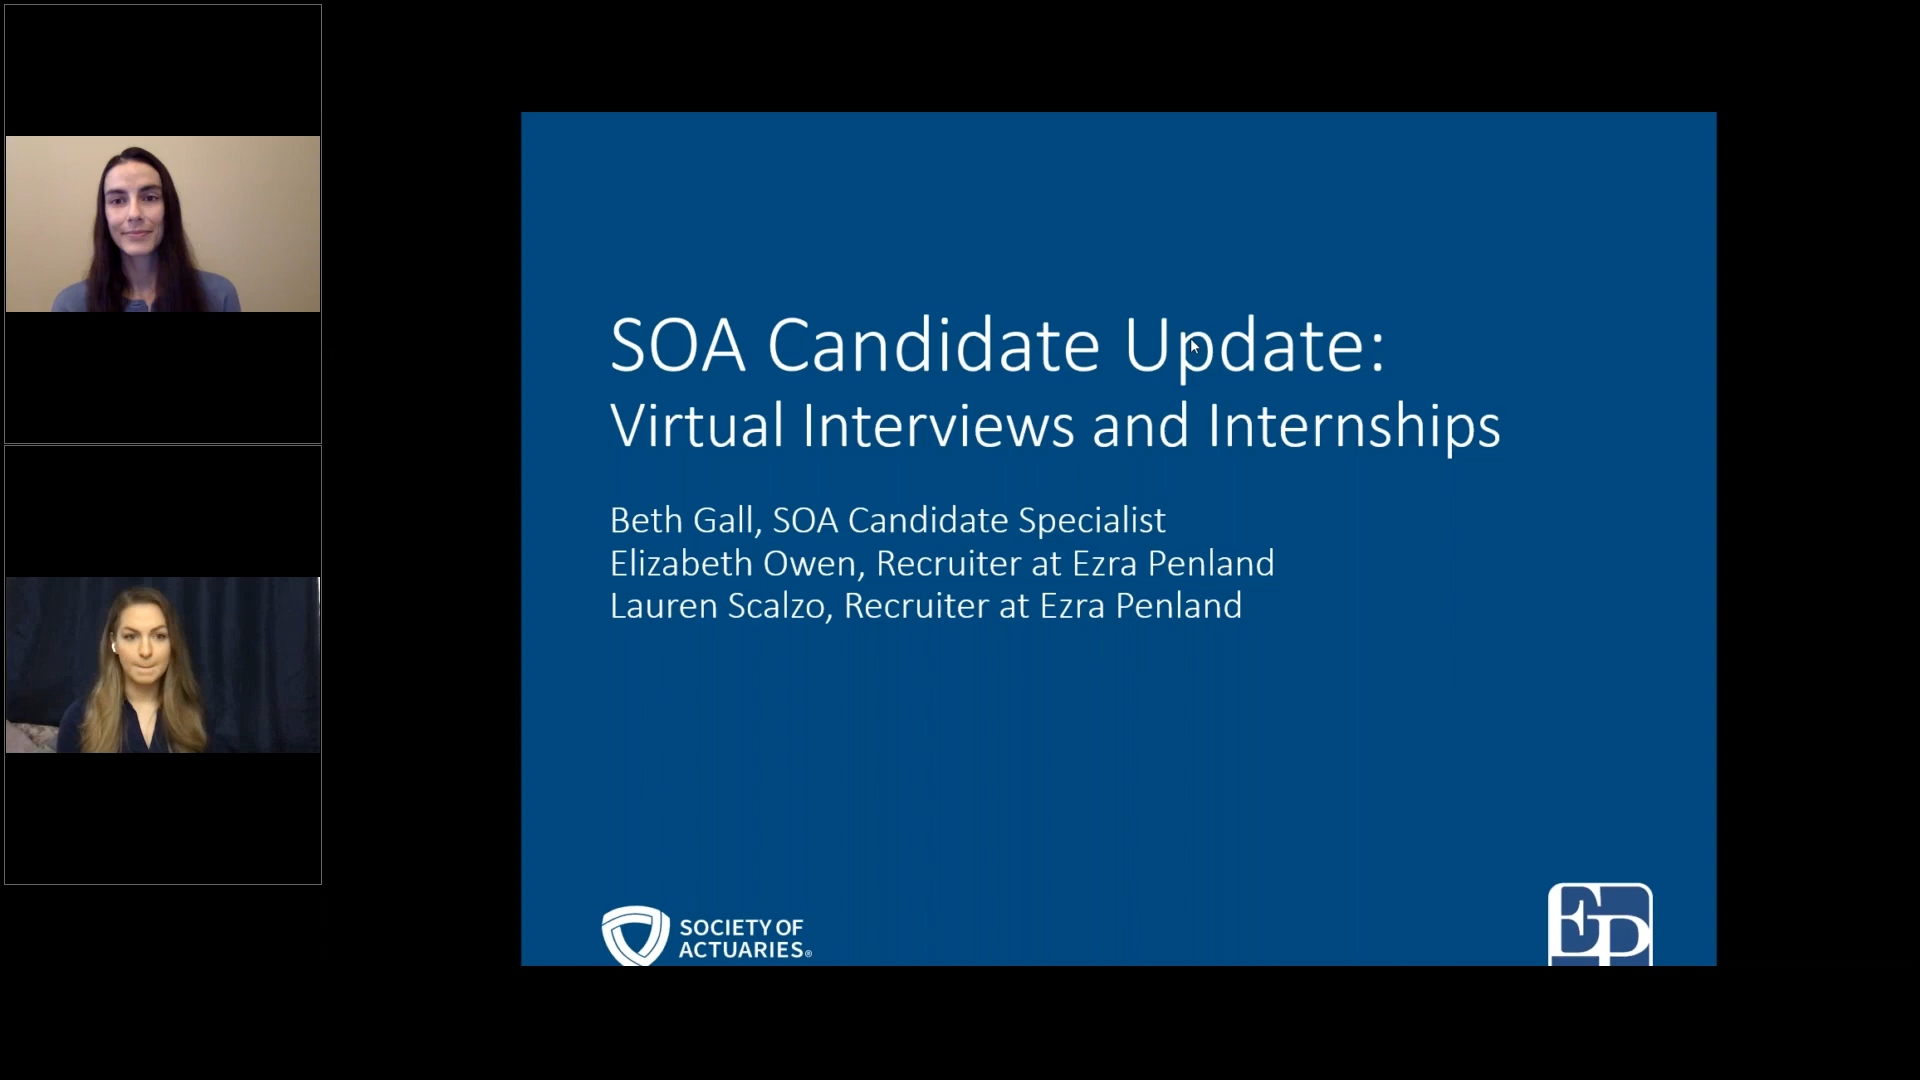 SOA Candidate Update:
Virtual Interviews and Internships
Beth Gall, SOA Candidate Specialist
Elizabeth Owen, Recruiter at Ezra Penland
Lauren Scalzo, Recruiter at Ezra Penland
SOCIETY OF
ACTUARIES®
EP